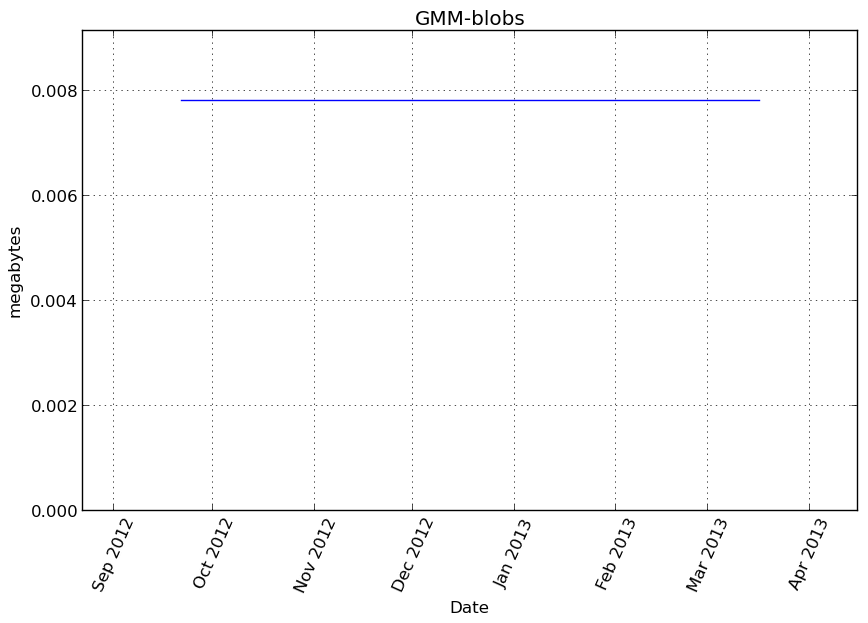 GMM-blobs
0.008
0.006
0.004
0.002
0.000
megabytes
Sep 2012
Oct 2012
Nov 2012
Dec 2012
Jan 2013
Feb 2013
Mar 2013
Apr 2013
Date